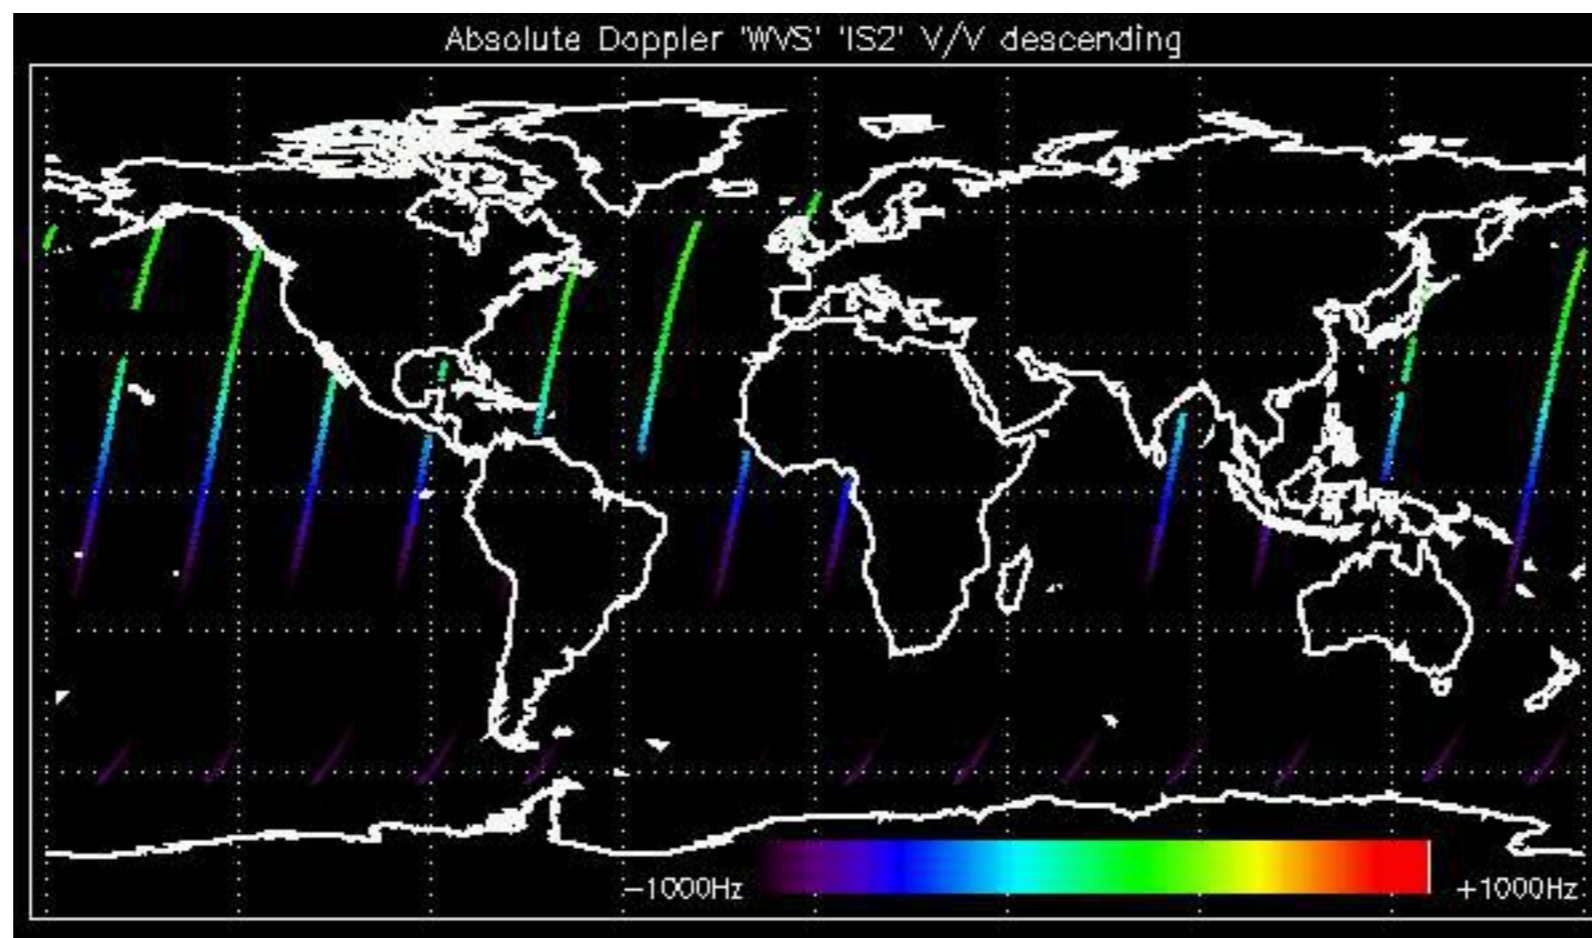 Absolute Doppler 'WVS' 'IS2' V/V descending
−1000Hz
+1000Hz